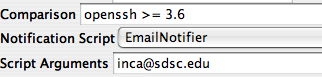 Comparison openssh >= 3.6
Notification Script EmailNotifier
Script Arguments inca@sdsc.edu